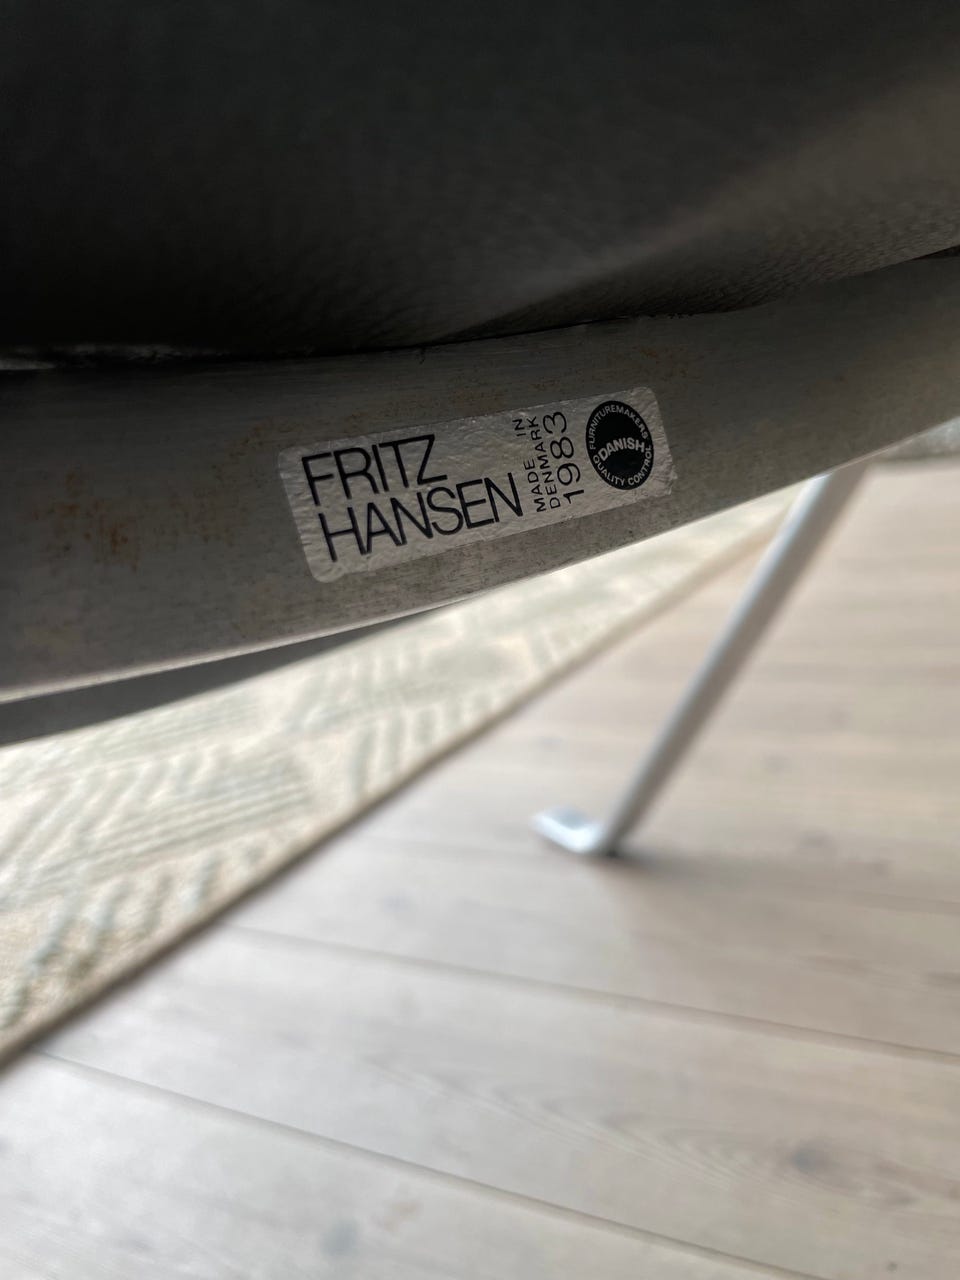 FRITZ
HANSEN
MADE IN
DENMARK
1983
FURNITUREMAKERS
DANISH
QUALITY CONTROL